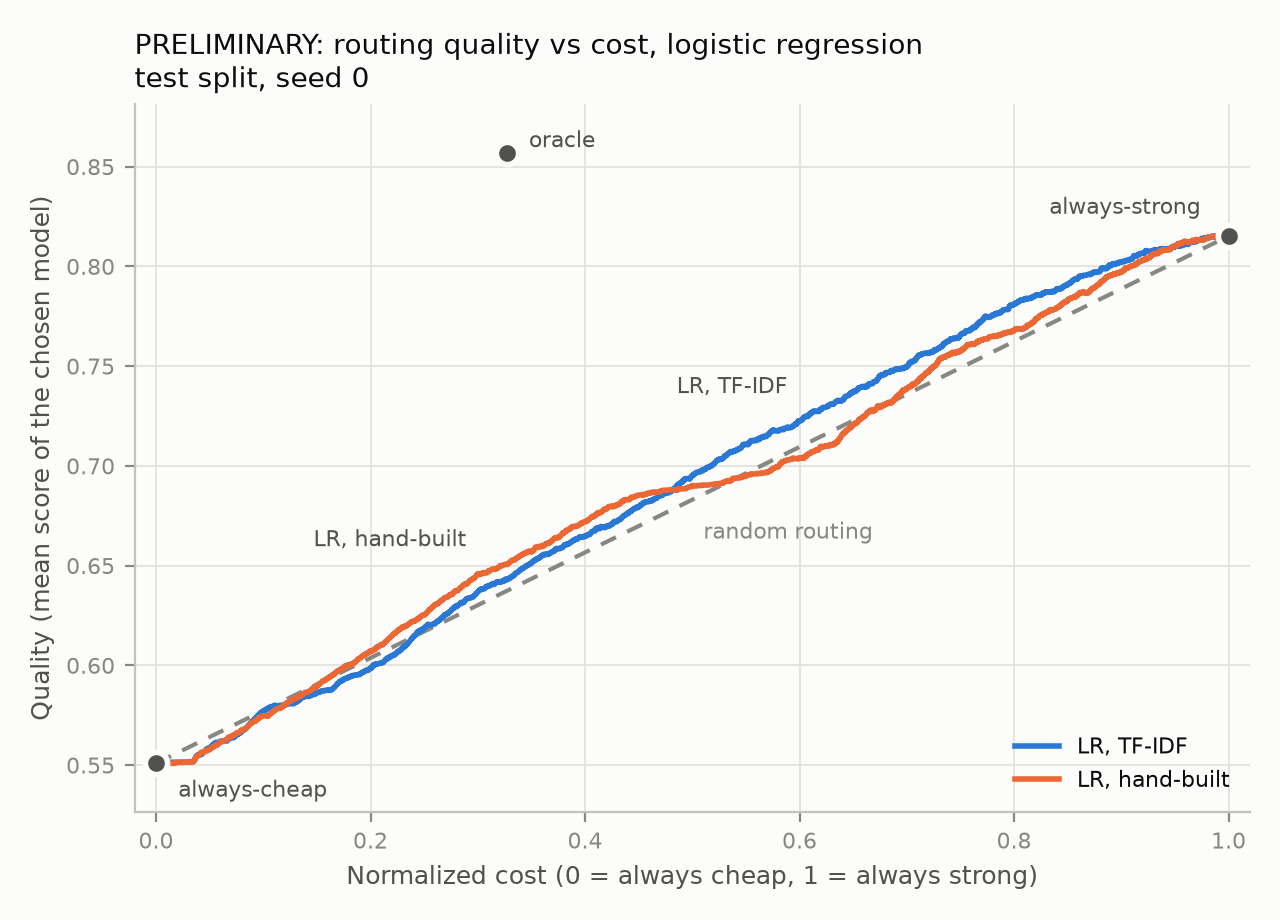 PRELIMINARY: routing quality vs cost, logistic regression
test split, seed 0
Quality (mean score of the chosen model)
0.85
0.80
0.75
0.70
0.65
0.60
0.55
oracle
always-strong
LR, TF-IDF
LR, hand-built
random routing
always-cheap
LR, TF-IDF
LR, hand-built
0.0
0.2
0.4
0.6
0.8
1.0
Normalized cost (0 = always cheap, 1 = always strong)